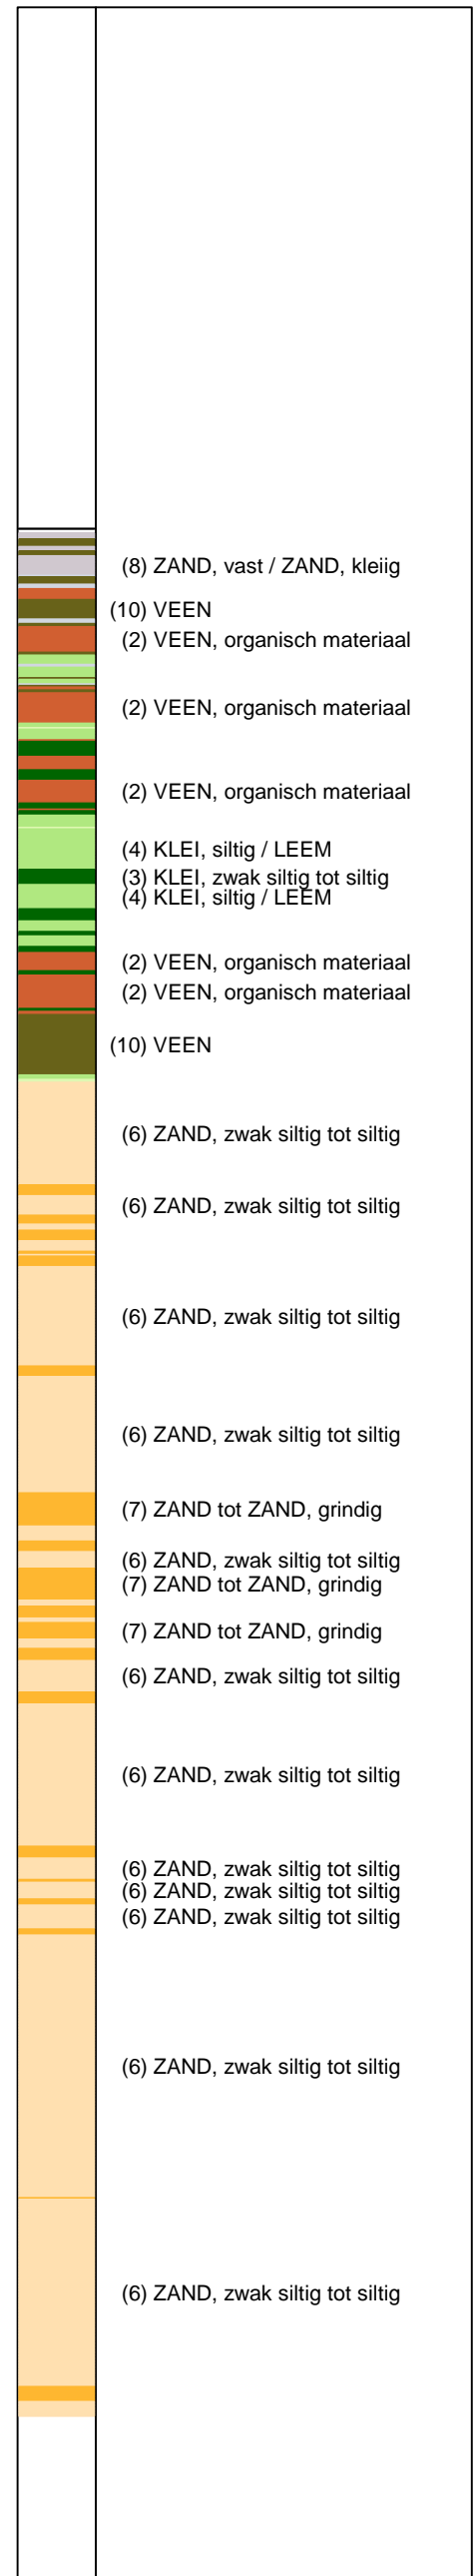 (8) ZAND, vast / ZAND, kleiig
(10) VEEN
(2) VEEN, organisch materiaal
(2) VEEN, organisch materiaal
(2) VEEN, organisch materiaal
(4) KLEI, siltig / LEEM
(3) KLEI, zwak siltig tot siltig
(4) KLEI, siltig / LEEM
(2) VEEN, organisch materiaal
(2) VEEN, organisch materiaal
(10) VEEN
(6) ZAND, zwak siltig tot siltig
(6) ZAND, zwak siltig tot siltig
(6) ZAND, zwak siltig tot siltig
(6) ZAND, zwak siltig tot siltig
(7) ZAND tot ZAND, grindig
(6) ZAND, zwak siltig tot siltig
(7) ZAND tot ZAND, grindig
(7) ZAND tot ZAND, grindig
(6) ZAND, zwak siltig tot siltig
(6) ZAND, zwak siltig tot siltig
(6) ZAND, zwak siltig tot siltig
(6) ZAND, zwak siltig tot siltig
(6) ZAND, zwak siltig tot siltig
(6) ZAND, zwak siltig tot siltig
(6) ZAND, zwak siltig tot siltig